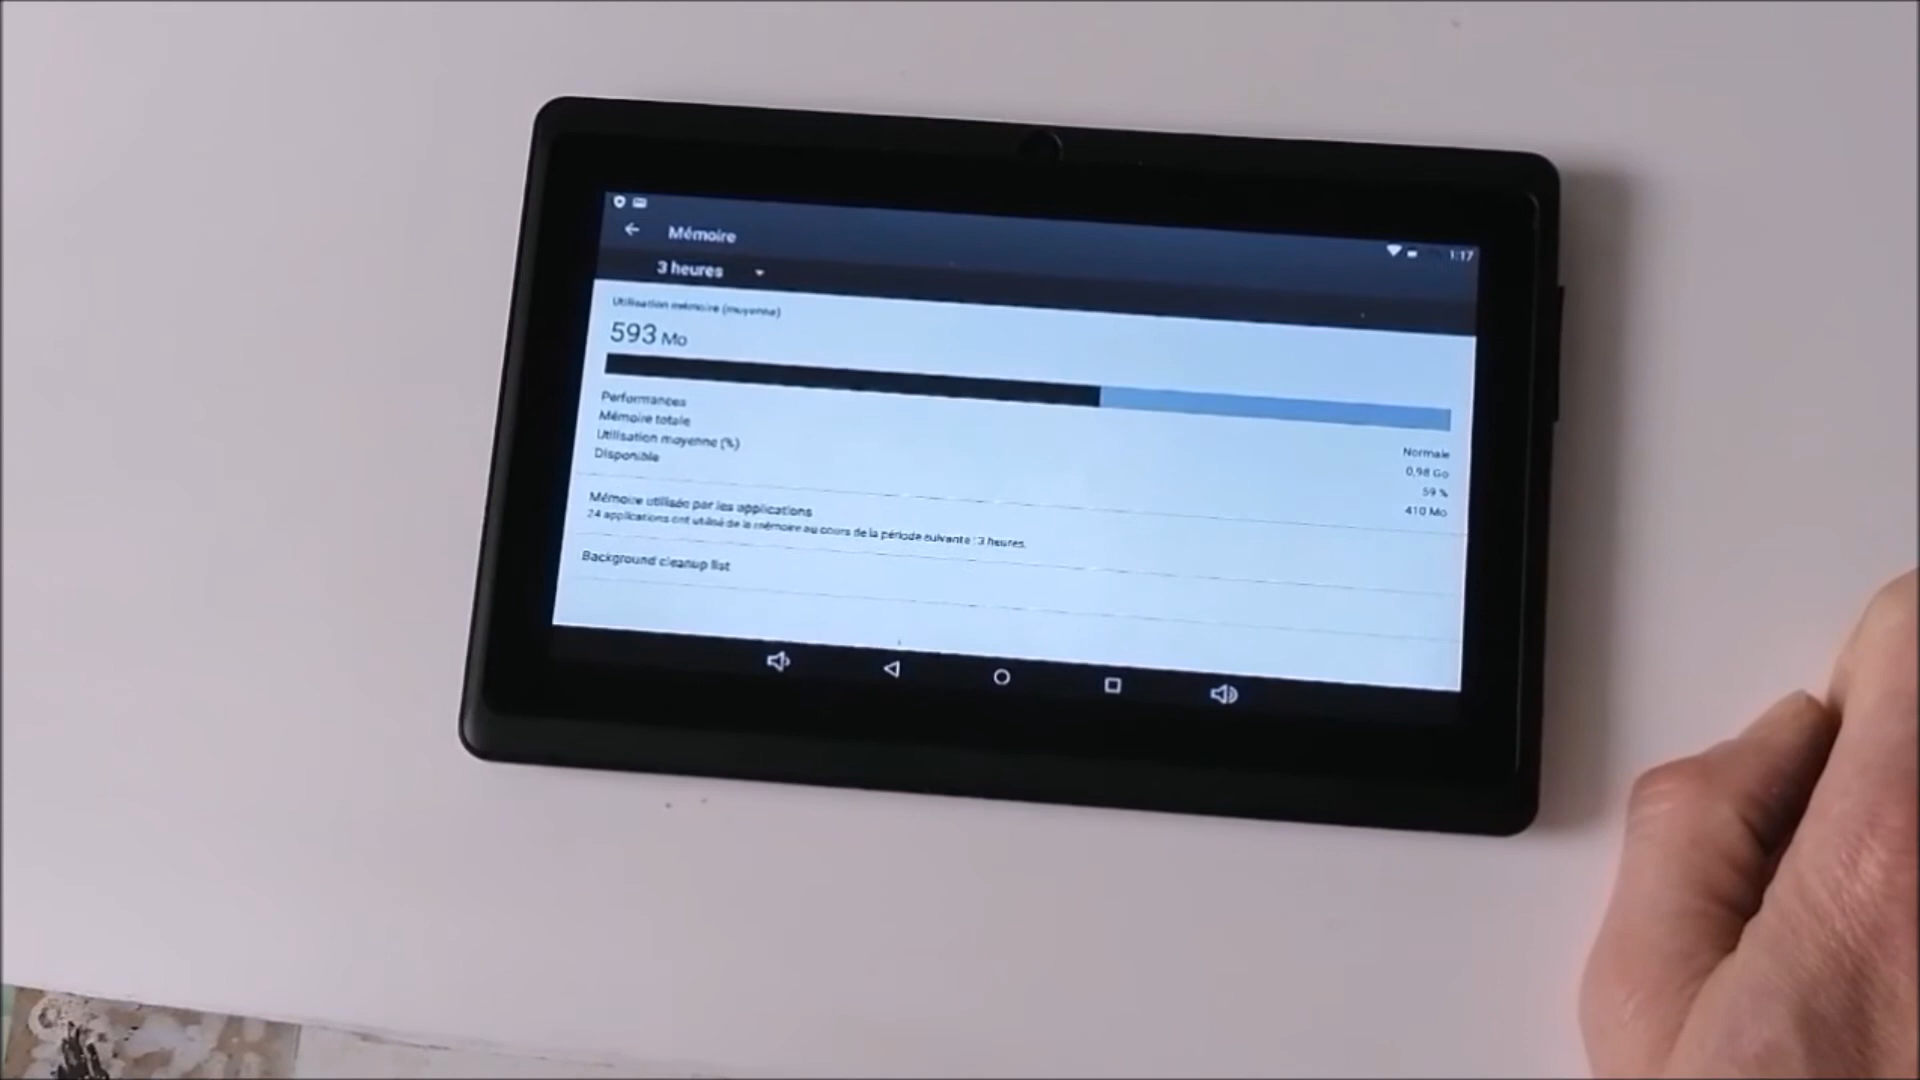 Mémoire
1:17
3 heures
Utilisation mémoire (moyenne)
593 Mo
Performances
Normale
Mémoire totale
0,98 Go
Utilisation moyenne (%)
59 %
Disponible
410 Mo
Mémoire utilisée par les applications
24 applications ont utilisé de la mémoire au cours de la période suivante : 3 heures.
Background cleanup list